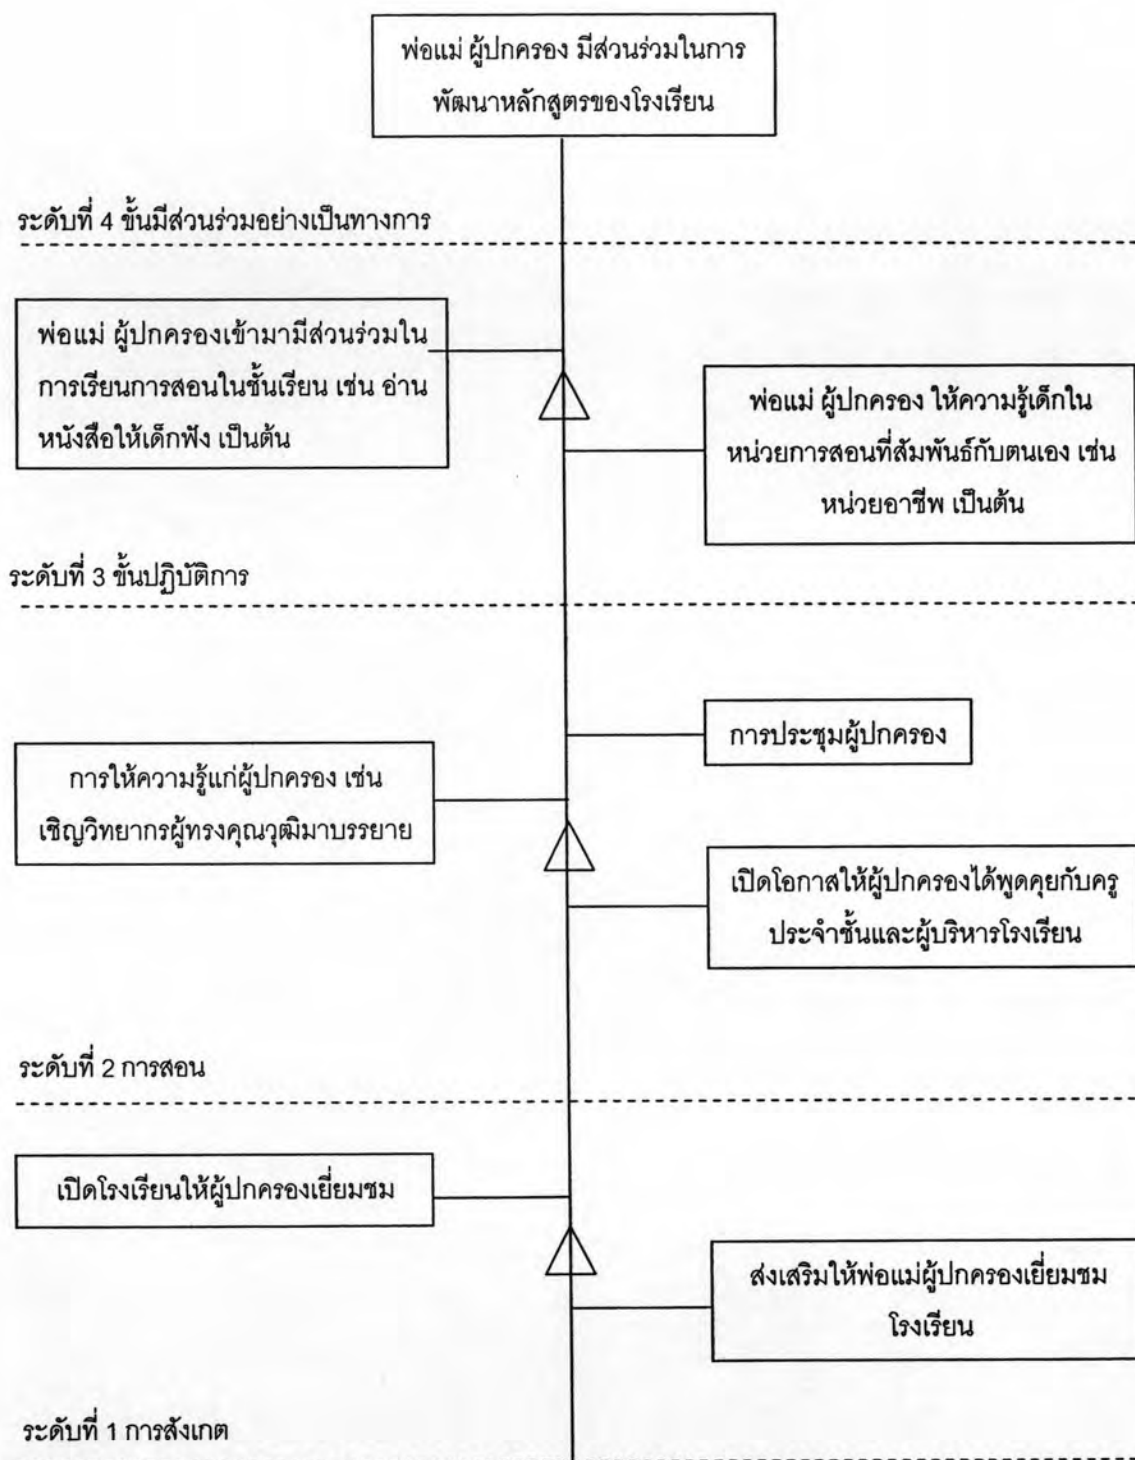 พ่อแม่ ผู้ปกครอง มีส่วนร่วมในการ
พัฒนาหลักสูตรของโรงเรียน
ระดับที่ 4 ขั้นมีส่วนร่วมอย่างเป็นทางการ
พ่อแม่ ผู้ปกครองเข้ามามีส่วนร่วมใน
การเรียนการสอนในชั้นเรียน เช่น อ่าน
หนังสือให้เด็กฟัง เป็นต้น
พ่อแม่ ผู้ปกครอง ให้ความรู้เด็กใน
หน่วยการสอนที่สัมพันธ์กับตนเอง เช่น
หน่วยอาชีพ เป็นต้น
ระดับที่ 3 ขั้นปฏิบัติการ
การประชุมผู้ปกครอง
การให้ความรู้แก่ผู้ปกครอง เช่น
เชิญวิทยากรผู้ทรงคุณวุฒิมาบรรยาย
เปิดโอกาสให้ผู้ปกครองได้พูดคุยกับครู
ประจำชั้นและผู้บริหารโรงเรียน
ระดับที่ 2 การสอน
เปิดโรงเรียนให้ผู้ปกครองเยี่ยมชม
ส่งเสริมให้พ่อแม่ผู้ปกครองเยี่ยมชม
โรงเรียน
ระดับที่ 1 การสังเกต